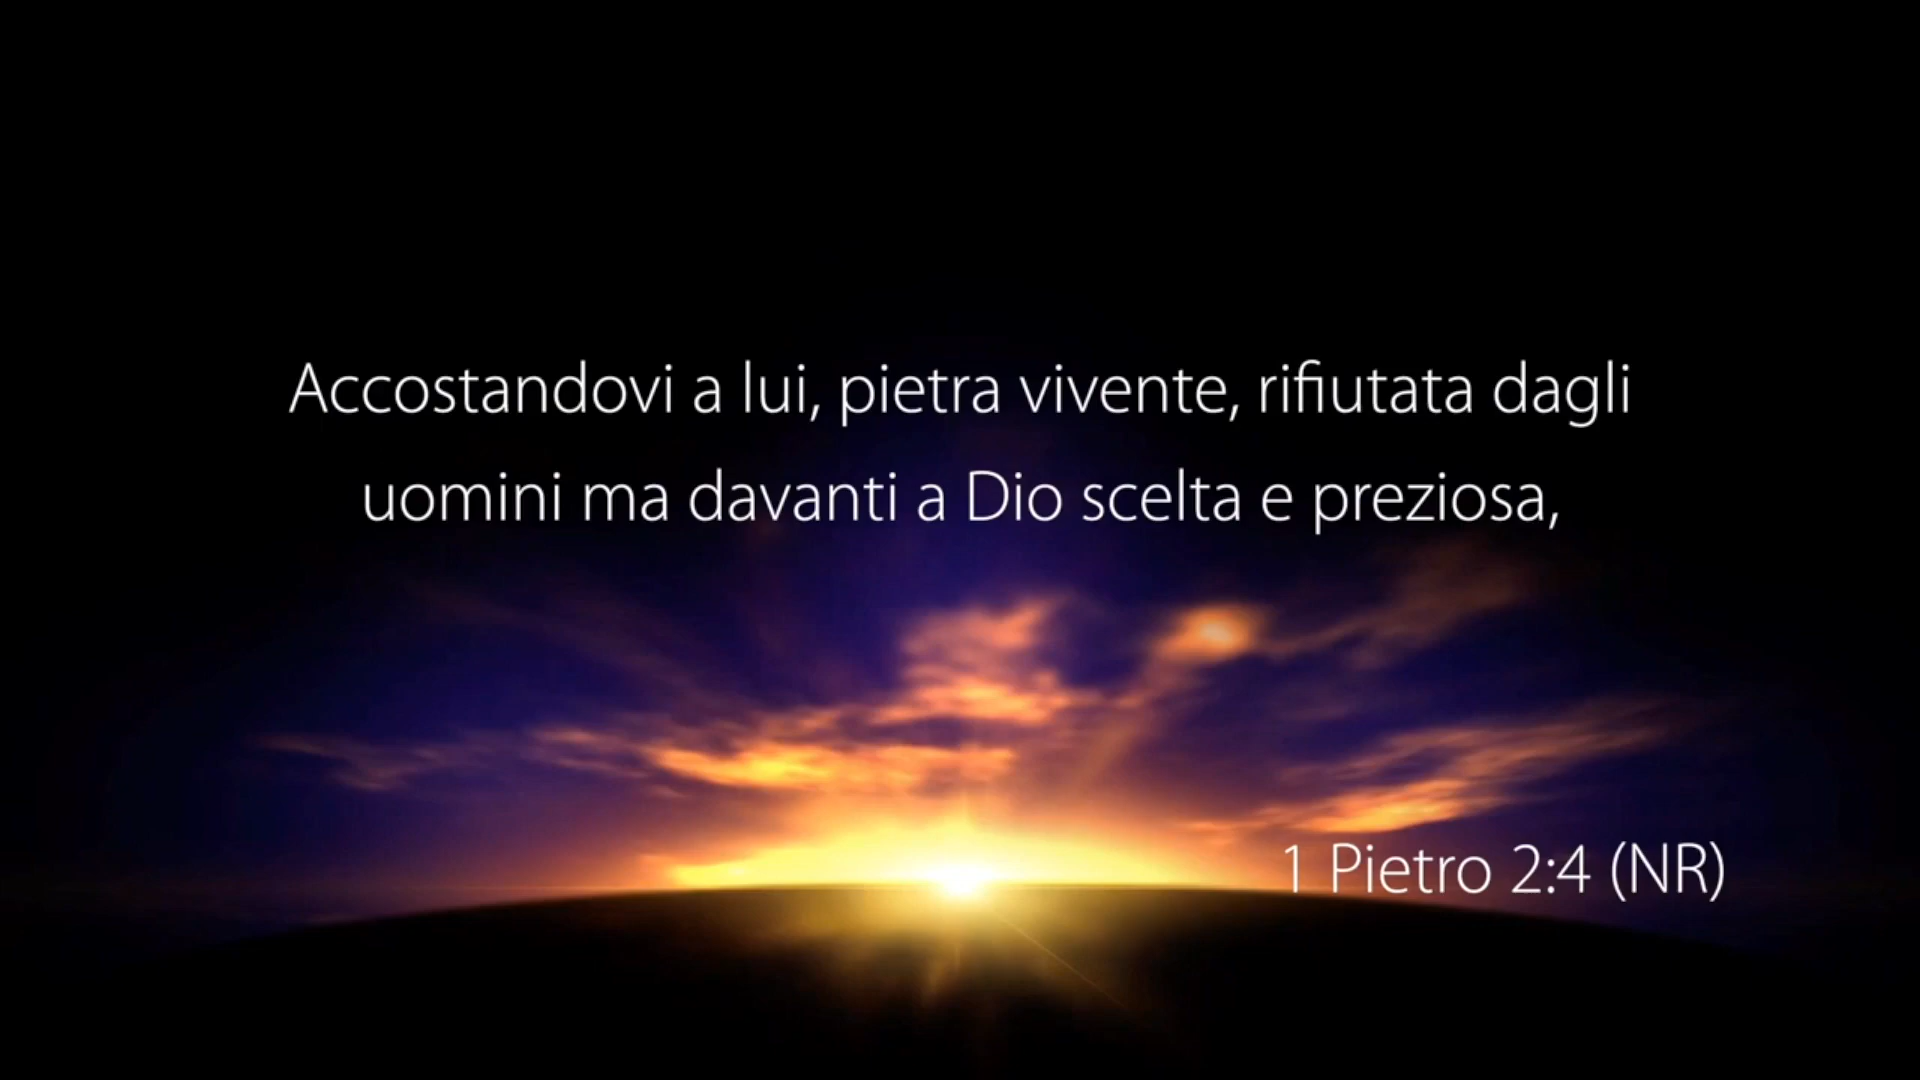 Accostandovi a lui, pietra vivente, rifiutata dagli
uomini ma davanti a Dio scelta e preziosa,
1 Pietro 2:4 (NR)